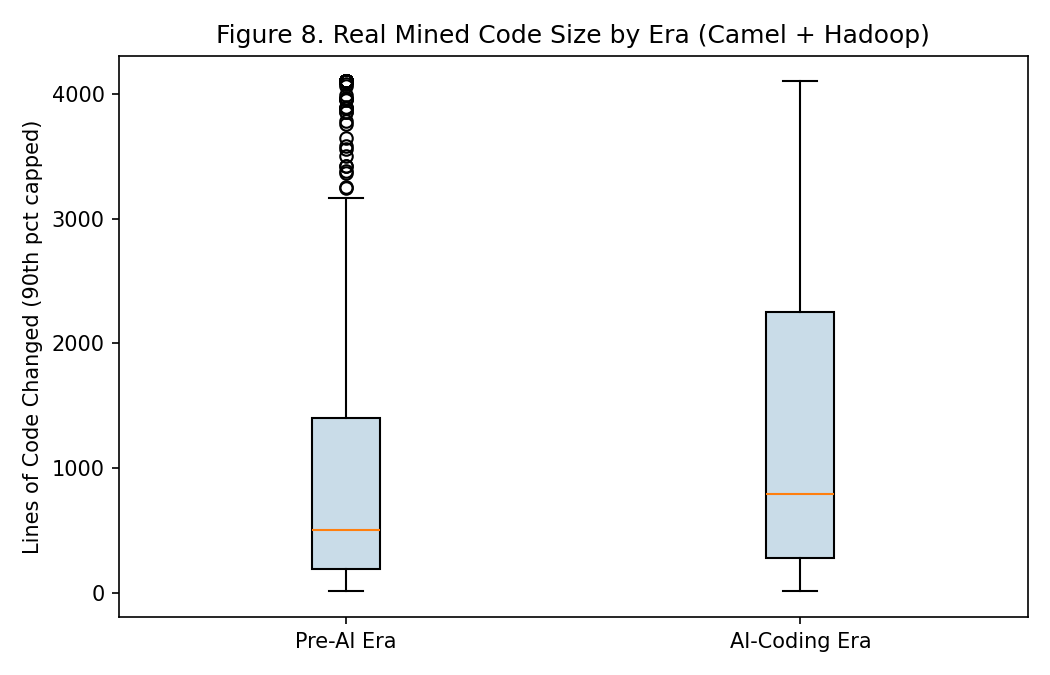 Figure 8. Real Mined Code Size by Era (Camel + Hadoop)
Lines of Code Changed (90th pct capped)
4000
3000
2000
1000
0
Pre-AI Era
AI-Coding Era